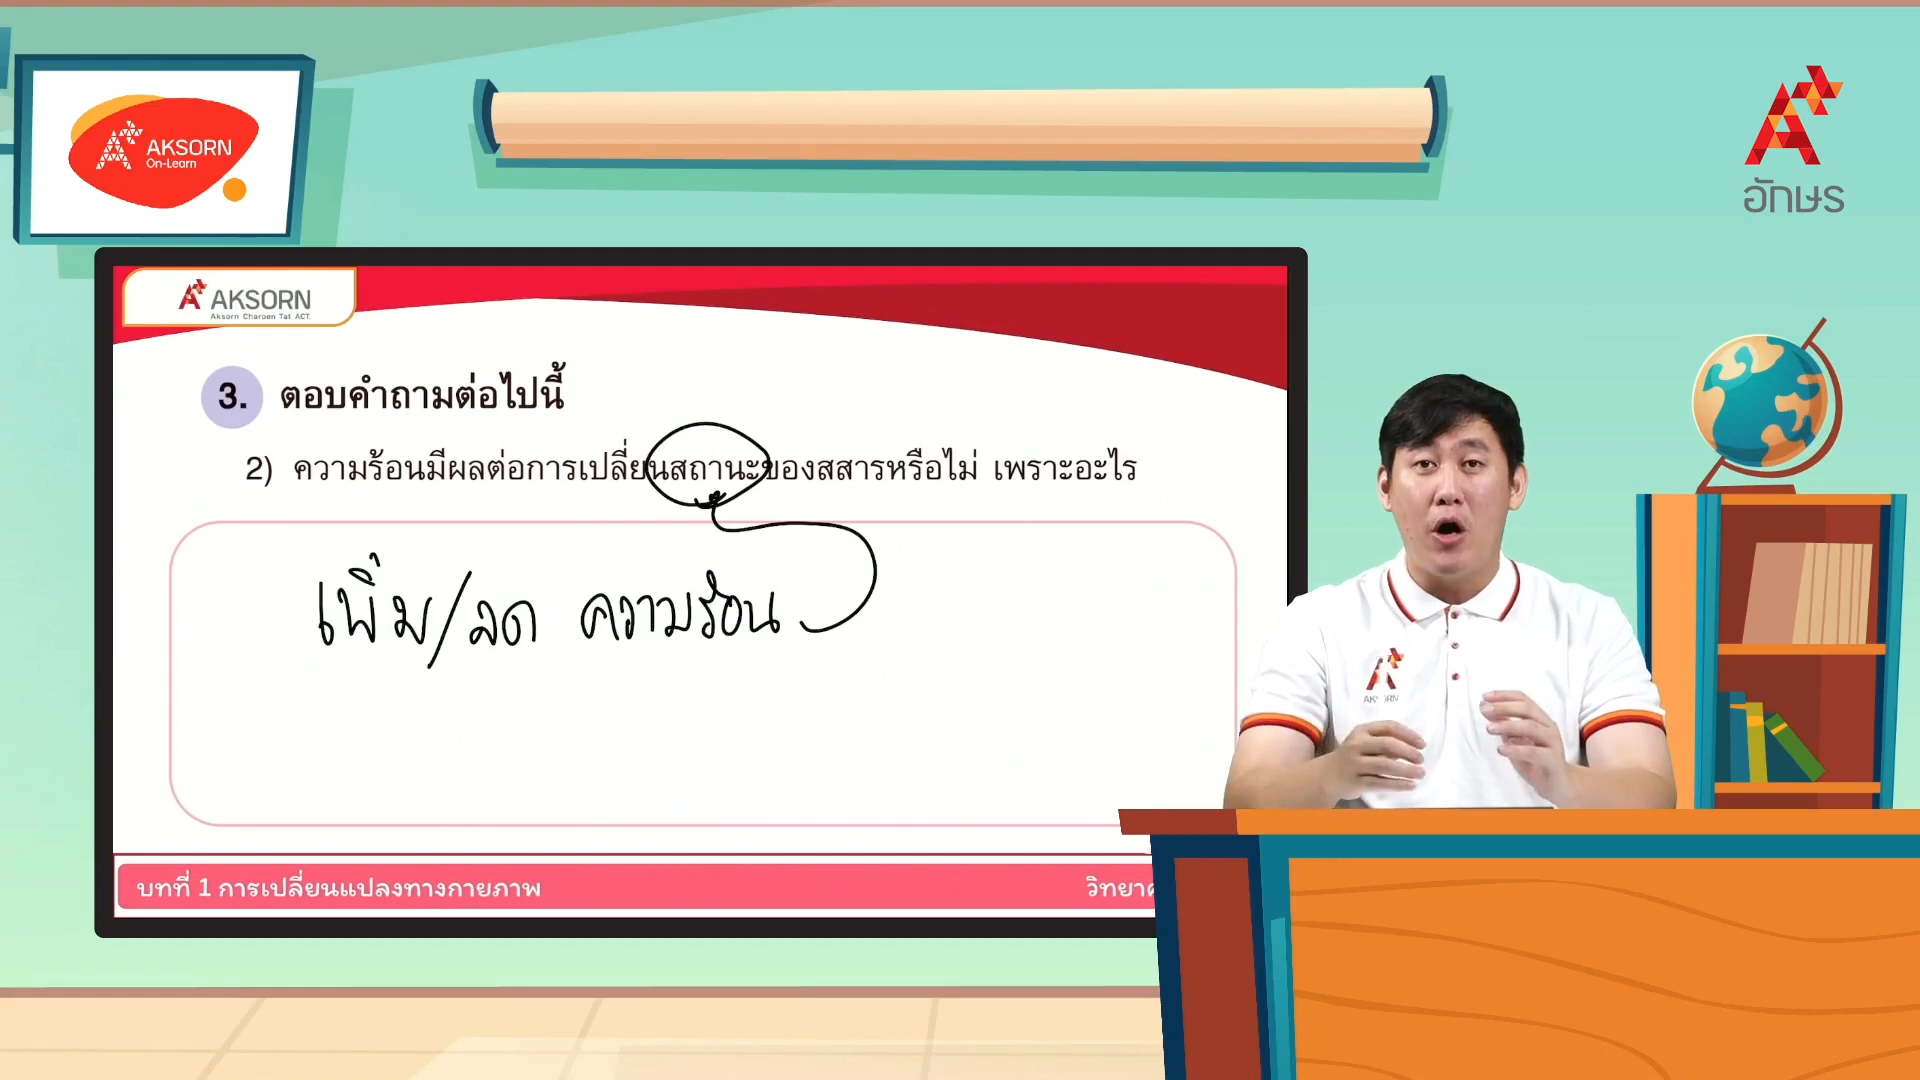 AKSORN
On-Learn
อักษร
AKSORN
Aksorn Charoen Tat ACT.
3. ตอบคำถามต่อไปนี้
2) ความร้อนมีผลต่อการเปลี่ยนสถานะของสสารหรือไม่ เพราะอะไร
เพิ่ม/ลด ความร้อน
AKSORN
บทที่ 1 การเปลี่ยนแปลงทางกายภาพ